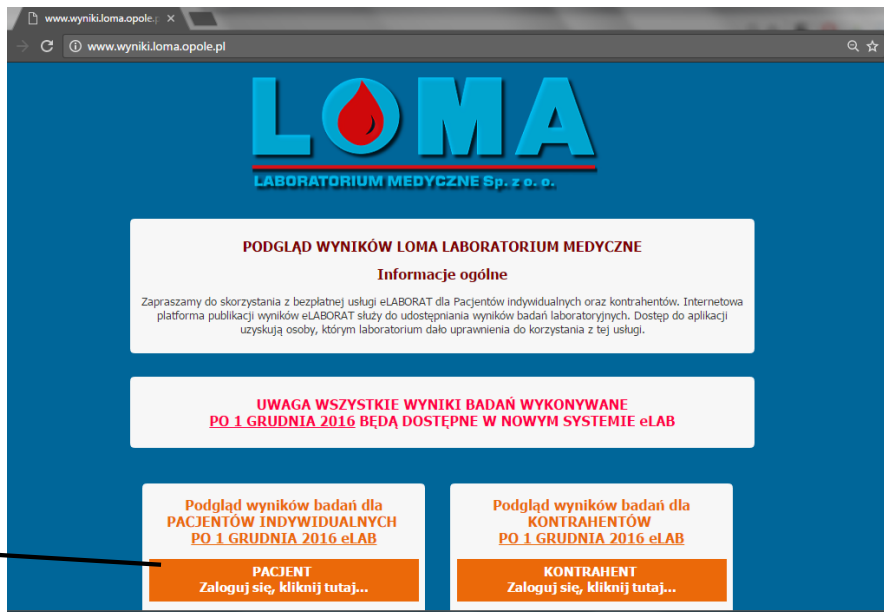 www.wyniki.loma.opole.p
www.wyniki.loma.opole.pl
LOMA
LABORATORIUM MEDYCZNE Sp. z o. o.
PODGLĄD WYNIKÓW LOMA LABORATORIUM MEDYCZNE
Informacje ogólne
Zapraszamy do skorzystania z bezpłatnej usługi eLABORAT dla Pacjentów indywidualnych oraz kontrahentów. Internetowa
platforma publikacji wyników eLABORAT służy do udostępniania wyników badań laboratoryjnych. Dostęp do aplikacji
uzyskują osoby, którym laboratorium dało uprawnienia do korzystania z tej usługi.
UWAGA WSZYSTKIE WYNIKI BADAŃ WYKONYWANE
PO 1 GRUDNIA 2016 BĘDĄ DOSTĘPNE W NOWYM SYSTEMIE eLAB
Podgląd wyników badań dla
PACJENTÓW INDYWIDUALNYCH
PO 1 GRUDNIA 2016 eLAB
PACJENT
Zaloguj się, kliknij tutaj...
Podgląd wyników badań dla
KONTRAHENTÓW
PO 1 GRUDNIA 2016 eLAB
KONTRAHENT
Zaloguj się, kliknij tutaj...